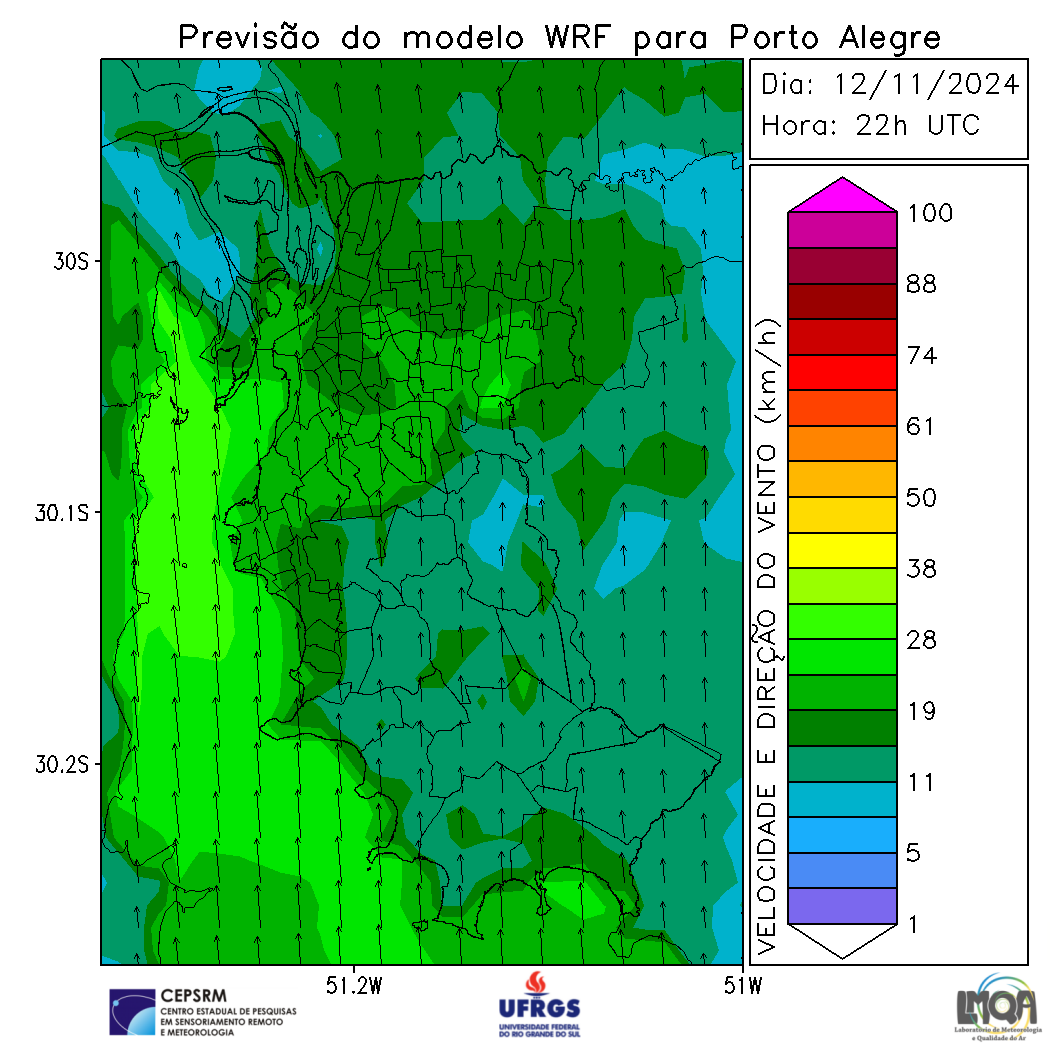 Previsão do modelo WRF para Porto Alegre
Dia: 12/11/2024
Hora: 22h UTC
30S
30.1S
30.2S
51.2W
51W
VELOCIDADE E DIREÇÃO DO VENTO (km/h)
100
88
74
61
50
38
28
19
11
5
1
CEPSRM
CENTRO ESTADUAL DE PESQUISAS
EM SENSORIAMENTO REMOTO
E METEOROLOGIA
UFRGS
UNIVERSIDADE FEDERAL
DO RIO GRANDE DO SUL
LMQA
Laboratório de Meteorologia
e Qualidade do Ar